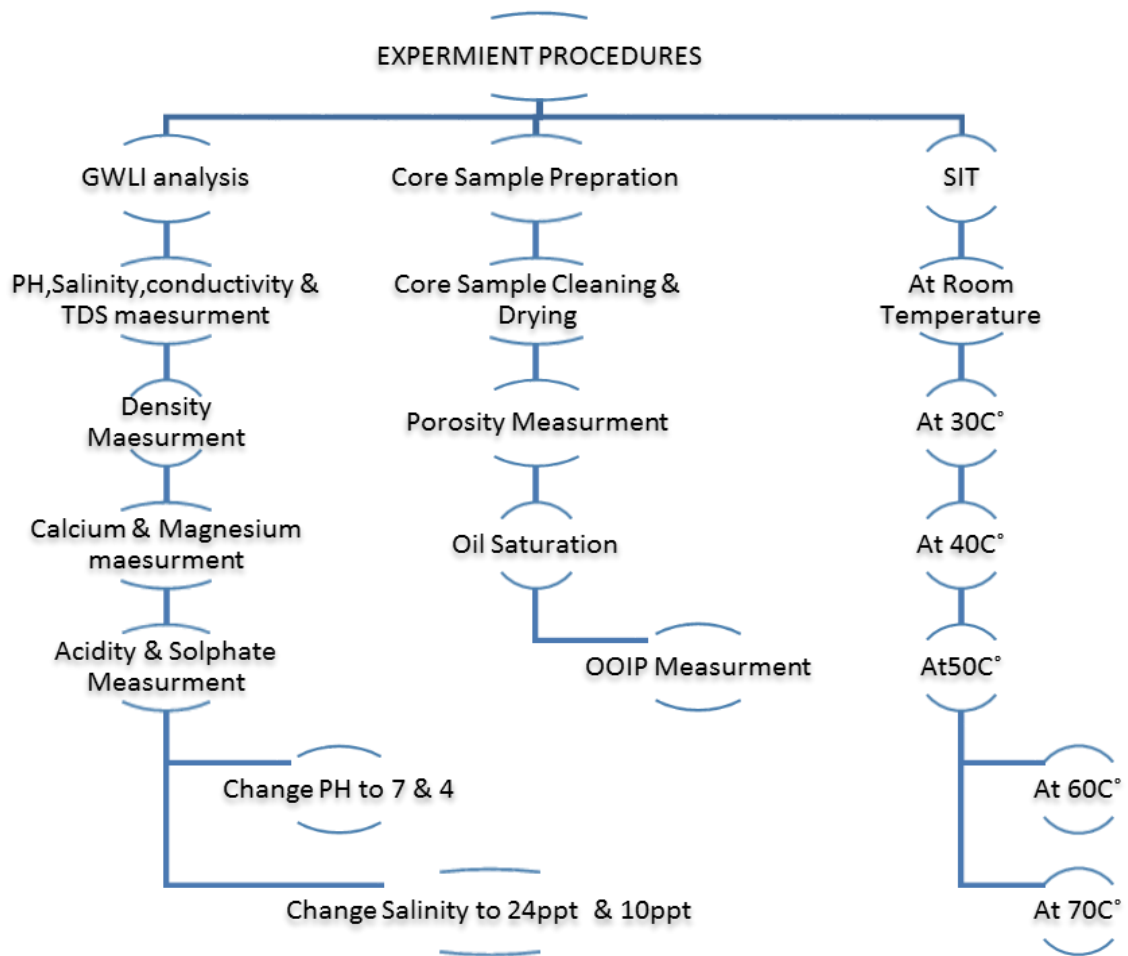 EXPERMIENT PROCEDURES
GWLI analysis
PH,Salinity,conductivity &
TDS maesurment
Density
Maesurment
Calcium & Magnesium
maesurment
Acidity & Solphate
Measurment
Change PH to 7 & 4
Change Salinity to 24ppt & 10ppt
Core Sample Prepration
Core Sample Cleaning &
Drying
Porosity Measurment
Oil Saturation
OOIP Measurment
SIT
At Room
Temperature
At 30C°
At 40C°
At50C°
At 60C°
At 70C°